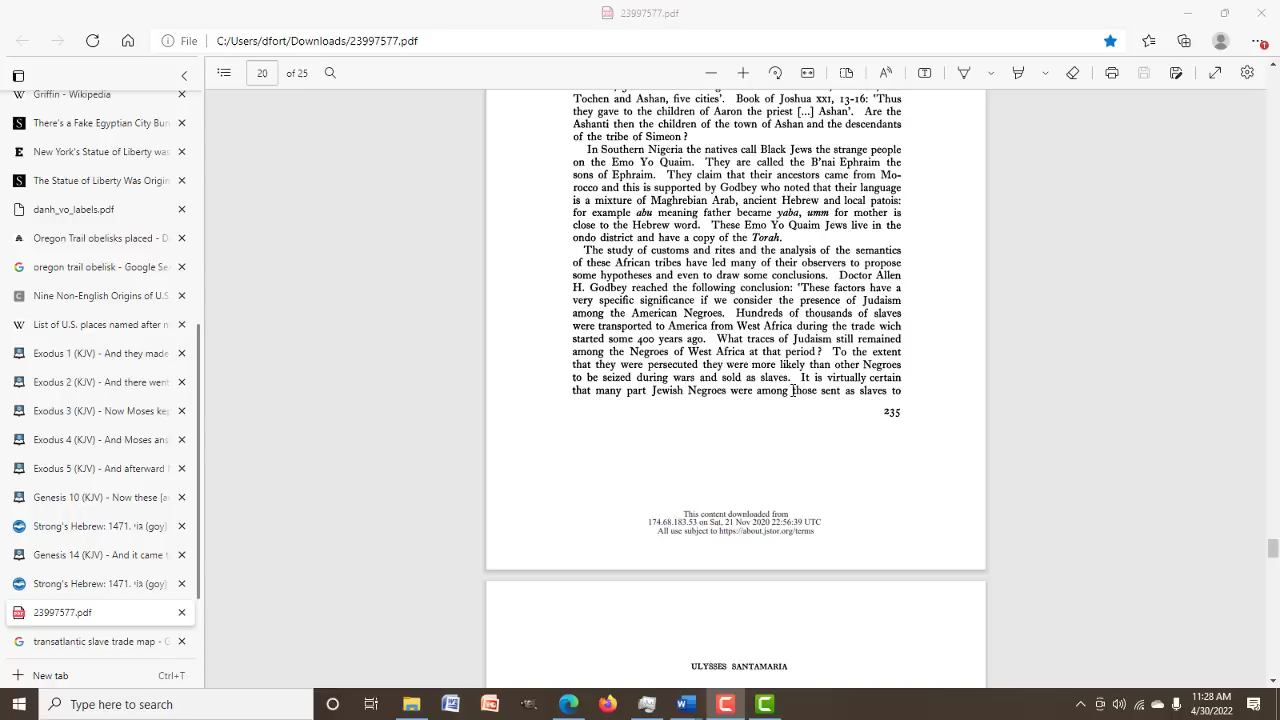 23997577.pdf
File
C:/Users/dfort/Downloads/23997577.pdf
20 of 25
Griffin - Wikipedia
There's a Fake Egyptian City Bur
New York's Statue of Liberty was
The Statue of Liberty Was Origin
danh_vo_labels.pdf
Oregon Trail obelisks placed - D
oregon trail obelisk - Google Se
Nine Non-English Origins of U.S
List of U.S. places named after n
Exodus 1 (KJV) - And they made
Exodus 2 (KJV) - And there went
Exodus 3 (KJV) - Now Moses kep
Exodus 4 (KJV) - And Moses ans
Exodus 5 (KJV) - And afterward
Genesis 10 (KJV) - Now these [a
Strong's Hebrew: 1471. גּוֹי (goy)
Genesis 14 (KJV) - And it came t
Strong's Hebrew: 1471. גּוֹי (goy)
23997577.pdf
transatlantic slave trade map - G
New tab Ctrl+T
Tochen and Ashan, five cities'. Book of Joshua XXI, 13-16: 'Thus
they gave to the children of Aaron the priest [...] Ashan'. Are the
Ashanti then the children of the town of Ashan and the descendants
of the tribe of Simeon ?
In Southern Nigeria the natives call Black Jews the strange people
on the Emo Yo Quaim. They are called the B'nai Ephraim the
sons of Ephraim. They claim that their ancestors came from Mo-
rocco and this is supported by Godbey who noted that their language
is a mixture of Maghrebian Arab, ancient Hebrew and local patois:
for example abu meaning father became yaba, umm for mother is
close to the Hebrew word. These Emo Yo Quaim Jews live in the
ondo district and have a copy of the Torah.
The study of customs and rites and the analysis of the semantics
of these African tribes have led many of their observers to propose
some hypotheses and even to draw some conclusions. Doctor Allen
H. Godbey reached the following conclusion: 'These factors have a
very specific significance if we consider the presence of Judaism
among the American Negroes. Hundreds of thousands of slaves
were transported to America from West Africa during the trade wich
started some 400 years ago. What traces of Judaism still remained
among the Negroes of West Africa at that period ? To the extent
that they were persecuted they were more likely than other Negroes
to be seized during wars and sold as slaves. It is virtually certain
that many part Jewish Negroes were among those sent as slaves to
235
This content downloaded from
174.68.183.53 on Sat, 21 Nov 2020 22:56:39 UTC
All use subject to https://about.jstor.org/terms
ULYSSES SANTAMARIA
Type here to search
11:28 AM
4/30/2022